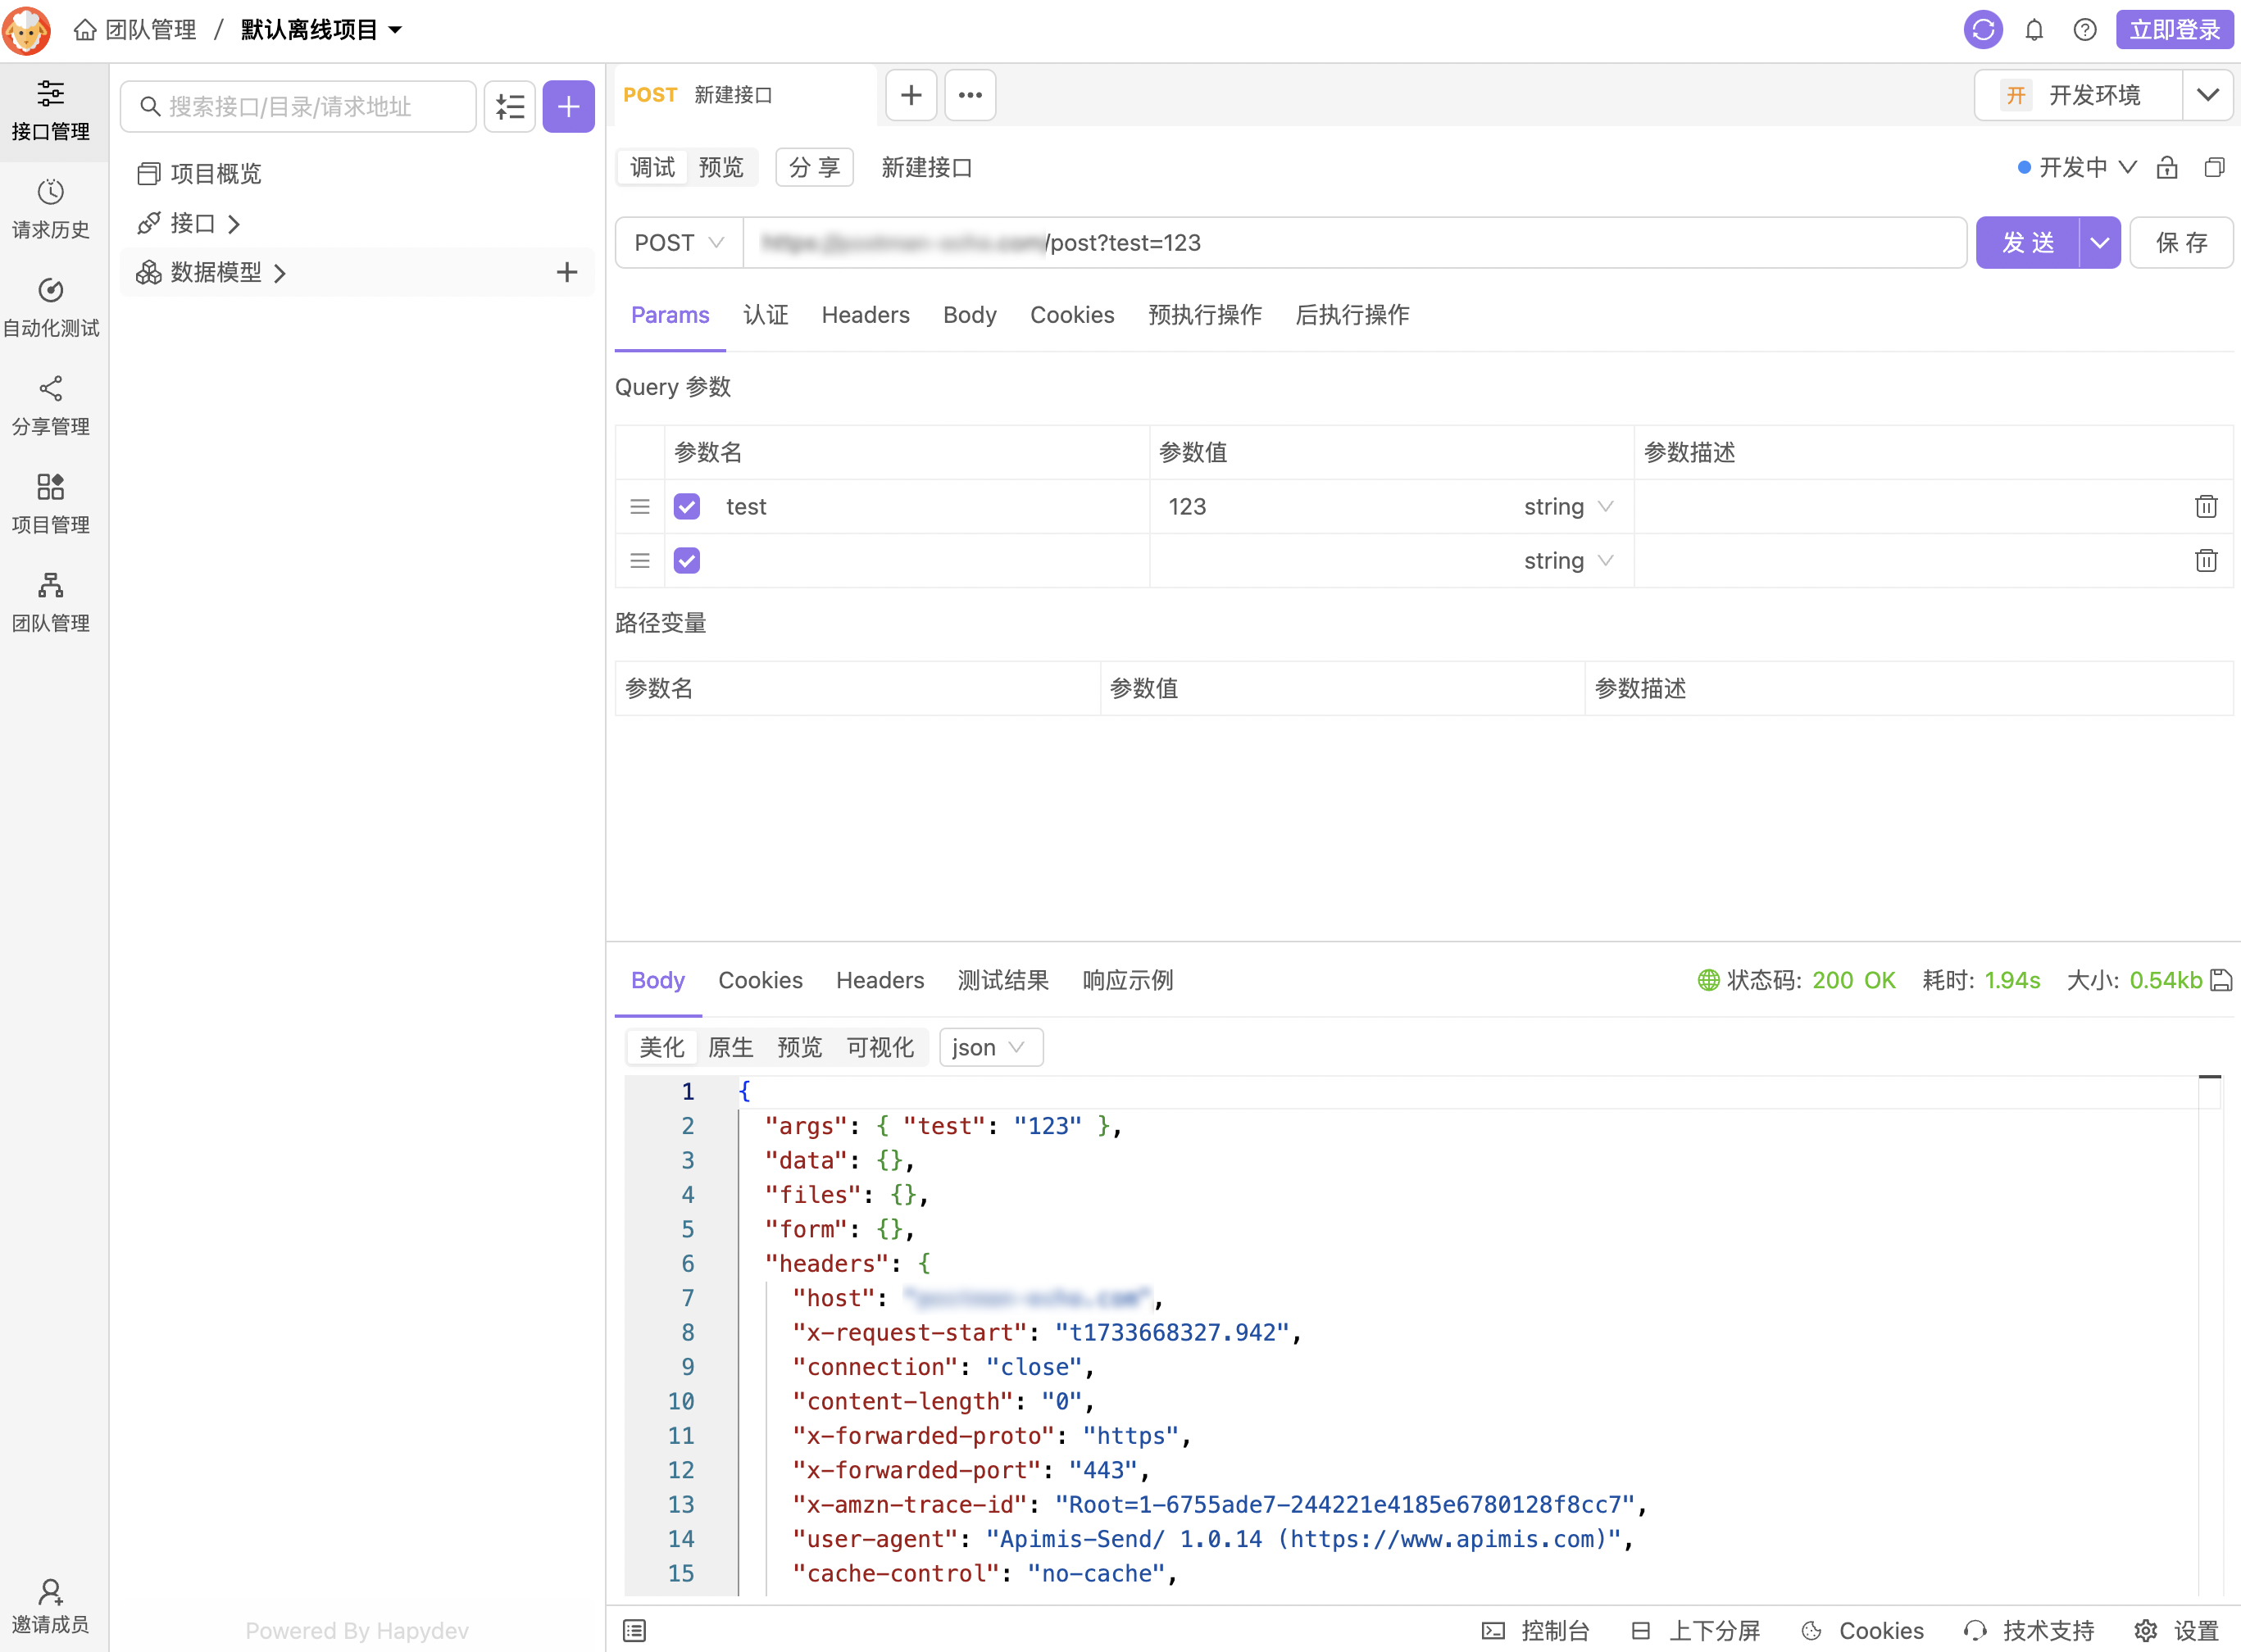 团队管理 / 默认离线项目
立即登录
接口管理
请求历史
自动化测试
分享管理
项目管理
团队管理
邀请成员
搜索接口/目录/请求地址
项目概览
接口
数据模型
Powered By Hapydev
POST 新建接口
开 开发环境
调试 预览 分 享 新建接口
开发中
POST /post?test=123
发 送 保 存
Params 认证 Headers Body Cookies 预执行操作 后执行操作
Query 参数
参数名 参数值 参数描述
test 123 string
string
路径变量
参数名 参数值 参数描述
Body Cookies Headers 测试结果 响应示例
状态码: 200 OK 耗时: 1.94s 大小: 0.54kb
美化 原生 预览 可视化 json
1 {
2 "args": { "test": "123" },
3 "data": {},
4 "files": {},
5 "form": {},
6 "headers": {
7 "host": ,
8 "x-request-start": "t1733668327.942",
9 "connection": "close",
10 "content-length": "0",
11 "x-forwarded-proto": "https",
12 "x-forwarded-port": "443",
13 "x-amzn-trace-id": "Root=1-6755ade7-244221e4185e6780128f8cc7",
14 "user-agent": "Apimis-Send/ 1.0.14 (https://www.apimis.com)",
15 "cache-control": "no-cache",
控制台 上下分屏 Cookies 技术支持 设置